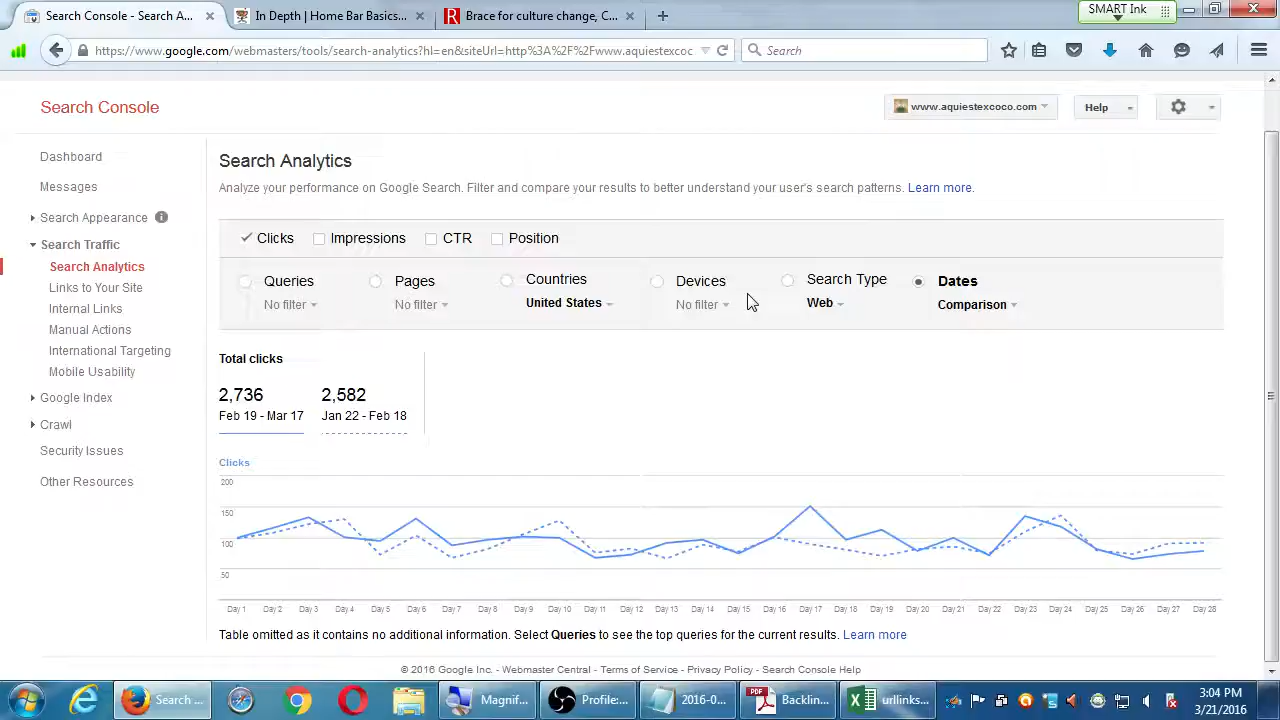 Search Console - Search A...
In Depth | Home Bar Basics...
Brace for culture change, C...
SMART Ink
https://www.google.com/webmasters/tools/search-analytics?hl=en&siteUrl=http%3A%2F%2Fwww.aquiestexcoc
Search
Search Console
www.aquiestexcoco.com
Help
Dashboard
Messages
Search Appearance
Search Traffic
Search Analytics
Links to Your Site
Internal Links
Manual Actions
International Targeting
Mobile Usability
Google Index
Crawl
Security Issues
Other Resources
Search Analytics
Analyze your performance on Google Search. Filter and compare your results to better understand your user's search patterns. Learn more.
Clicks Impressions CTR Position
Queries Pages Countries Devices Search Type Dates
No filter No filter United States No filter Web Comparison
Total clicks
2,736 2,582
Feb 19 - Mar 17 Jan 22 - Feb 18
Clicks
200
150
100
50
Day 1 Day 2 Day 3 Day 4 Day 5 Day 6 Day 7 Day 8 Day 9 Day 10 Day 11 Day 12 Day 13 Day 14 Day 15 Day 16 Day 17 Day 18 Day 19 Day 20 Day 21 Day 22 Day 23 Day 24 Day 25 Day 26 Day 27 Day 28
Table omitted as it contains no additional information. Select Queries to see the top queries for the current results. Learn more
© 2016 Google Inc. - Webmaster Central - Terms of Service - Privacy Policy - Search Console Help
Search ...
Magnif...
Profile:...
2016-0...
PDF
Backlin...
urllinks...
3:04 PM
3/21/2016